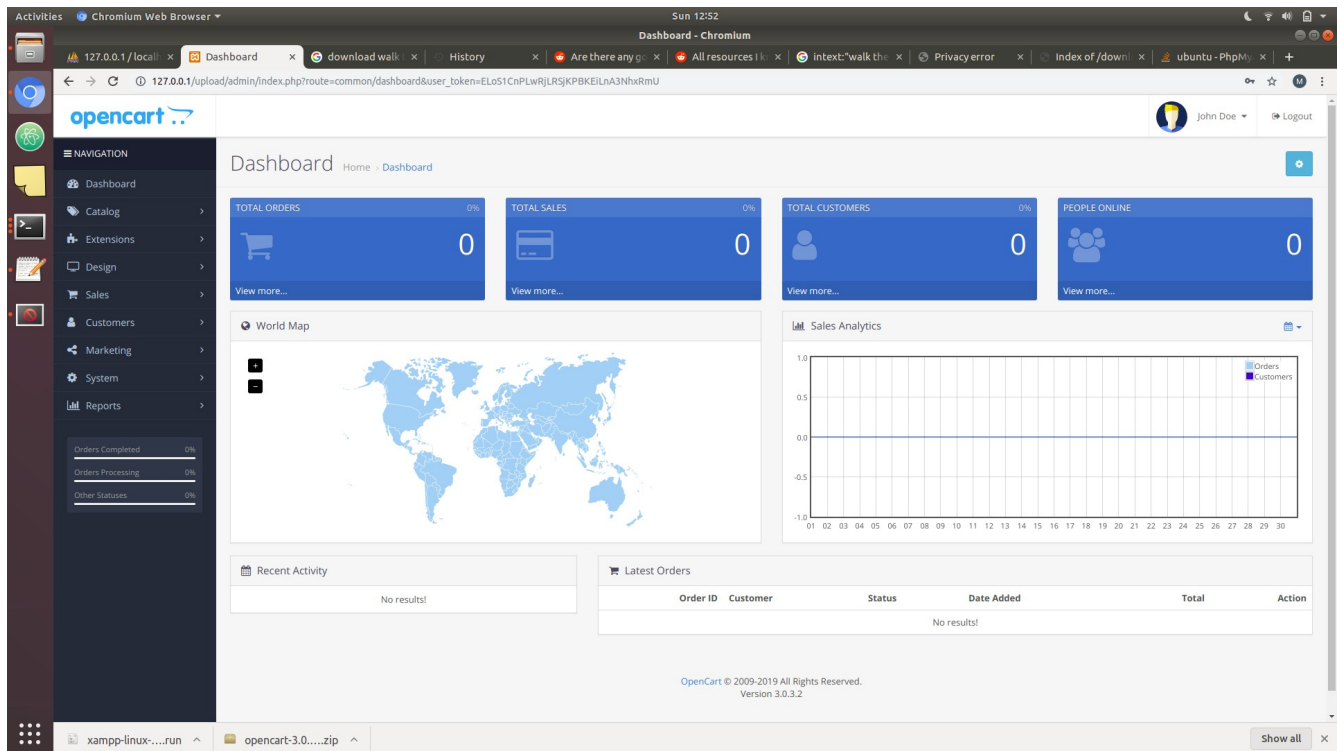 Activities Chromium Web Browser Sun 12:52
Dashboard - Chromium
127.0.0.1 / localh Dashboard download walk t History Are there any go All resources I kn intext:"walk the Privacy error Index of /downl ubuntu - PhpMy
127.0.0.1/upload/admin/index.php?route=common/dashboard&user_token=ELoS1CnPLwRjLRSjKPBKEiLnA3NhxRmU M
opencart John Doe Logout
NAVIGATION
Dashboard Home Dashboard
Dashboard
Catalog
Extensions
Design
Sales
Customers
Marketing
System
Reports
Orders Completed 0%
Orders Processing 0%
Other Statuses 0%
TOTAL ORDERS 0%
0
View more...
TOTAL SALES 0%
0
View more...
TOTAL CUSTOMERS 0%
0
View more...
PEOPLE ONLINE
0
View more...
World Map
+
-
Sales Analytics
Orders
Customers
1.0
0.5
0.0
-0.5
-1.0
01 02 03 04 05 06 07 08 09 10 11 12 13 14 15 16 17 18 19 20 21 22 23 24 25 26 27 28 29 30
Recent Activity
No results!
Latest Orders
Order ID Customer Status Date Added Total Action
No results!
OpenCart © 2009-2019 All Rights Reserved.
Version 3.0.3.2
xampp-linux-....run opencart-3.0.....zip Show all